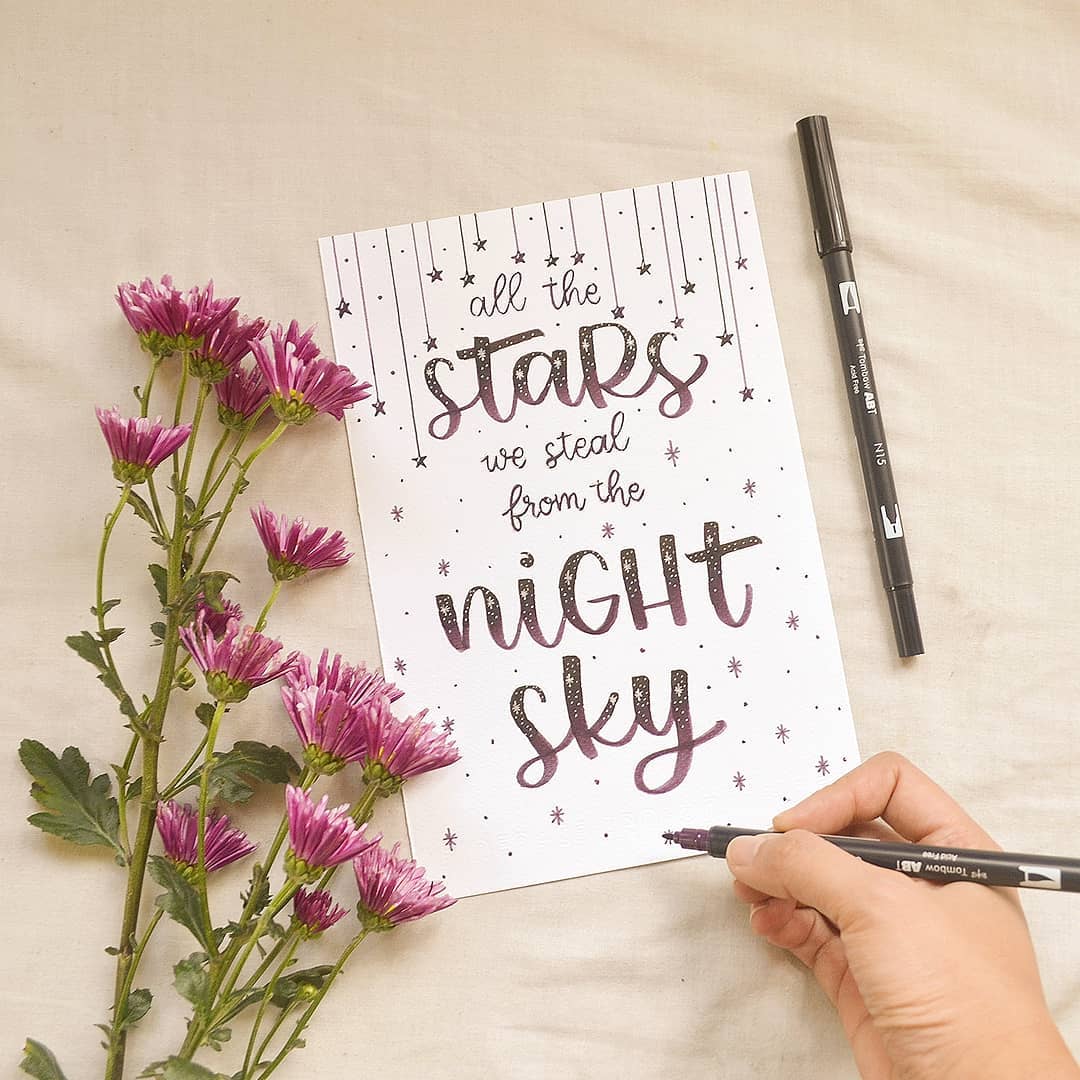 all the
staRs
we steal
from the
niGHt
sky
Tombow ABT
Acid Free
N15
Tombow ABT
Acid Free